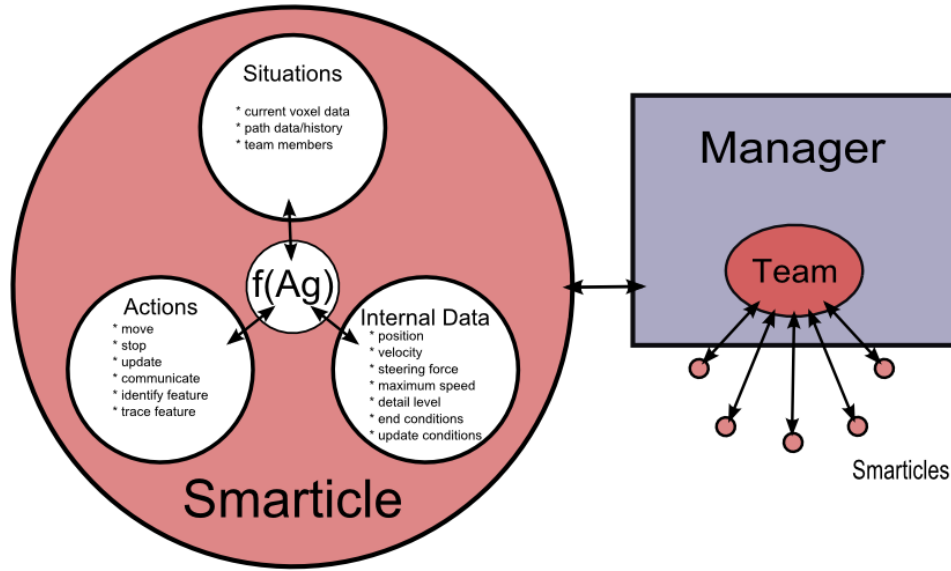 Situations
* current voxel data
* path data/history
* team members
f(Ag)
Actions
* move
* stop
* update
* communicate
* identify feature
* trace feature
Internal Data
* position
* velocity
* steering force
* maximum speed
* detail level
* end conditions
* update conditions
Smarticle
Manager
Team
Smarticles